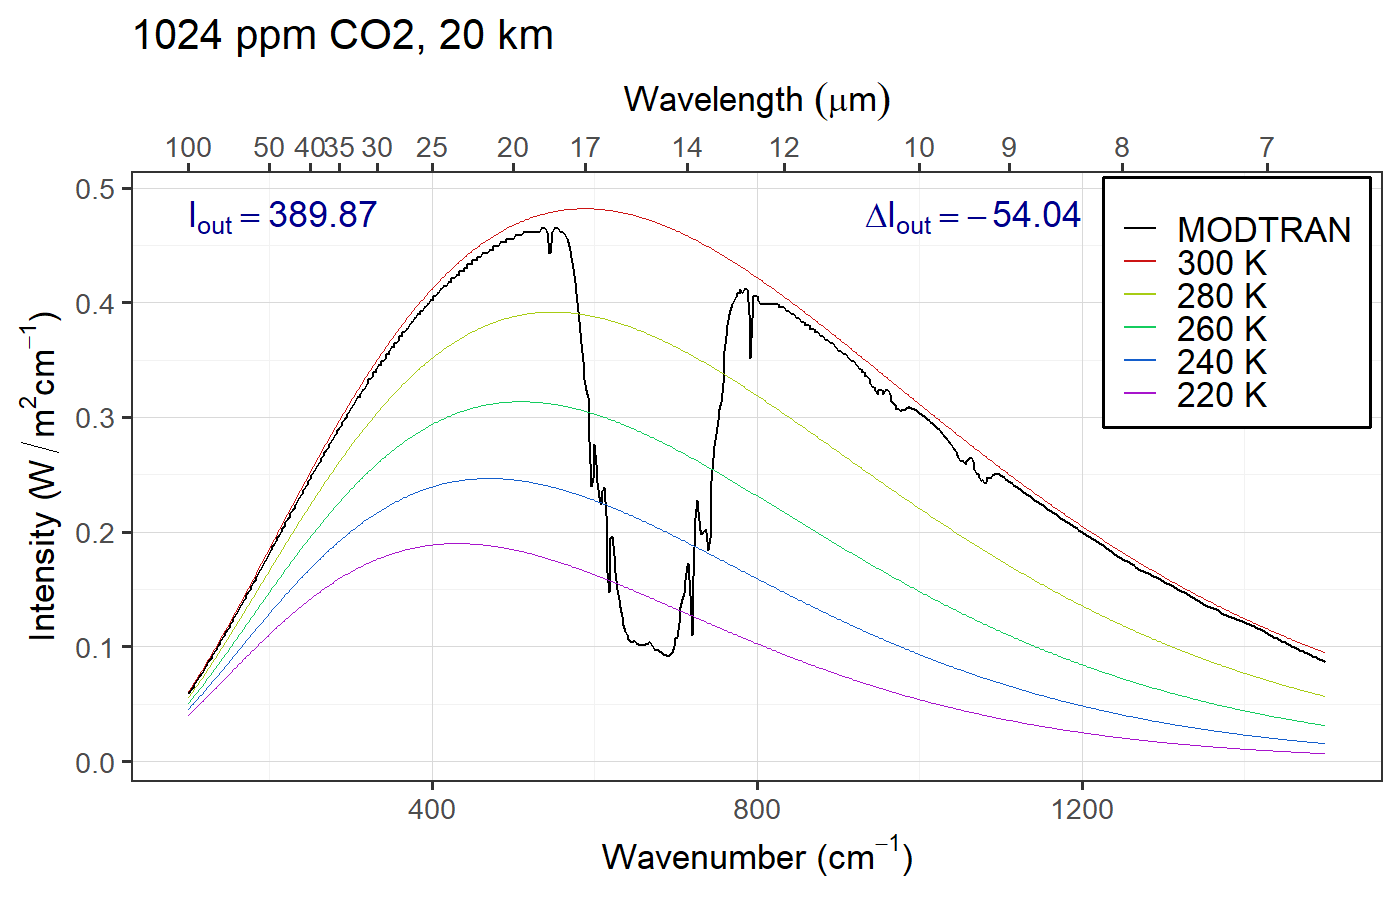 1024 ppm CO2, 20 km
Wavelength (μm)
100 50 40 35 30 25 20 17 14 12 10 9 8 7
I_out = 389.87
ΔI_out = −54.04
MODTRAN
300 K
280 K
260 K
240 K
220 K
Intensity (W / m²cm⁻¹)
0.5
0.4
0.3
0.2
0.1
0.0
400 800 1200
Wavenumber (cm⁻¹)